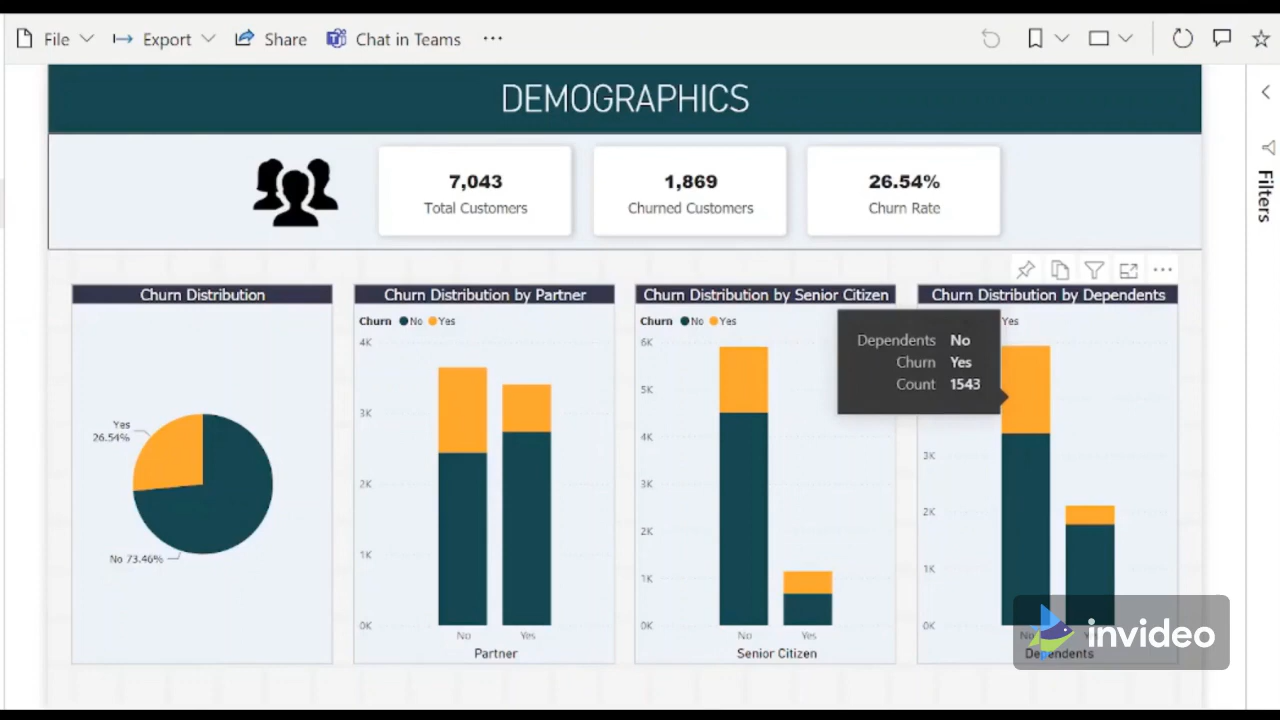 File Export Share Chat in Teams ...
DEMOGRAPHICS
7,043
Total Customers
1,869
Churned Customers
26.54%
Churn Rate
Filters
Churn Distribution
Yes
26.54%
No 73.46%
Churn Distribution by Partner
Churn No Yes
4K
3K
2K
1K
0K
No Yes
Partner
Churn Distribution by Senior Citizen
Churn No Yes
6K
5K
4K
3K
2K
1K
0K
No Yes
Senior Citizen
Churn Distribution by Dependents
Yes
Dependents No
Churn Yes
Count 1543
3K
2K
1K
0K
No
Dependents
invideo